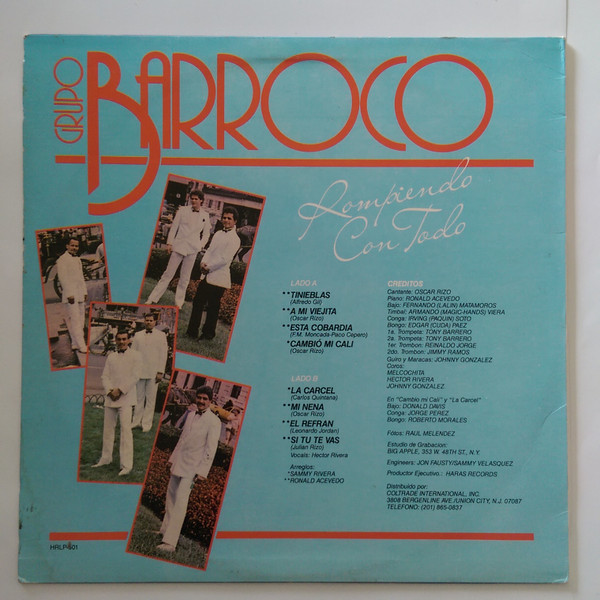 GRUPO
BARROCO
Rompiendo
Con Todo
LADO A
**TINIEBLAS
(Alfredo Gil)
**A MI VIEJITA
(Oscar Rizo)
**ESTA COBARDIA
(F.M. Moncada-Paco Cepero)
*CAMBIÓ MI CALI
(Oscar Rizo)
LADO B
*LA CARCEL
(Carlos Quintana)
**MI NENA
(Oscar Rizo)
**EL REFRAN
(Leonardo Jordan)
**SI TU TE VAS
(Julian Rizo)
Vocals: Hector Rivera
Arreglos:
*SAMMY RIVERA
**RONALD ACEVEDO
CREDITOS
Cantante: OSCAR RIZO
Piano: RONALD ACEVEDO
Bajo: FERNANDO (LALIN) MATAMOROS
Timbal: ARMANDO (MAGIC-HANDS) VIERA
Conga: IRVING (PAQUIN) SOTO
Bongo: EDGAR (CUDA) PAEZ
1a. Trompeta: TONY BARRERO
2a. Trompeta: TONY BARRERO
1er. Trombon: REINALDO JORGE
2do. Trombon: JIMMY RAMOS
Guiro y Maracas: JOHNNY GONZALEZ
Coros:
MELCOCHITA
HECTOR RIVERA
JOHNNY GONZALEZ
En "Cambio mi Cali" y "La Carcel"
Bajo: DONALD DAVIS
Conga: JORGE PEREZ
Bongo: ROBERTO MORALES
Fótos: RAUL MELENDEZ
Estudio de Grabacion:
BIG APPLE, 353 W. 48TH ST., N.Y.
Engineers: JON FAUSTY/SAMMY VELASQUEZ
Productor Ejecutivo.: HARAS RECORDS
Distribuido por:
COLTRADE INTERNATIONAL, INC.
3808 BERGENLINE AVE./UNION CITY, N.J. 07087
TELEFONO: (201) 865-0837